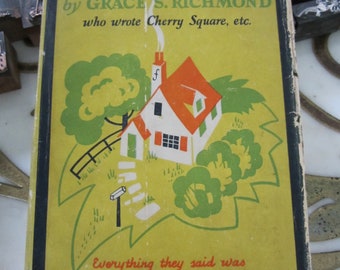 by GRACE S. RICHMOND
who wrote Cherry Square, etc.
f
Everything they said was